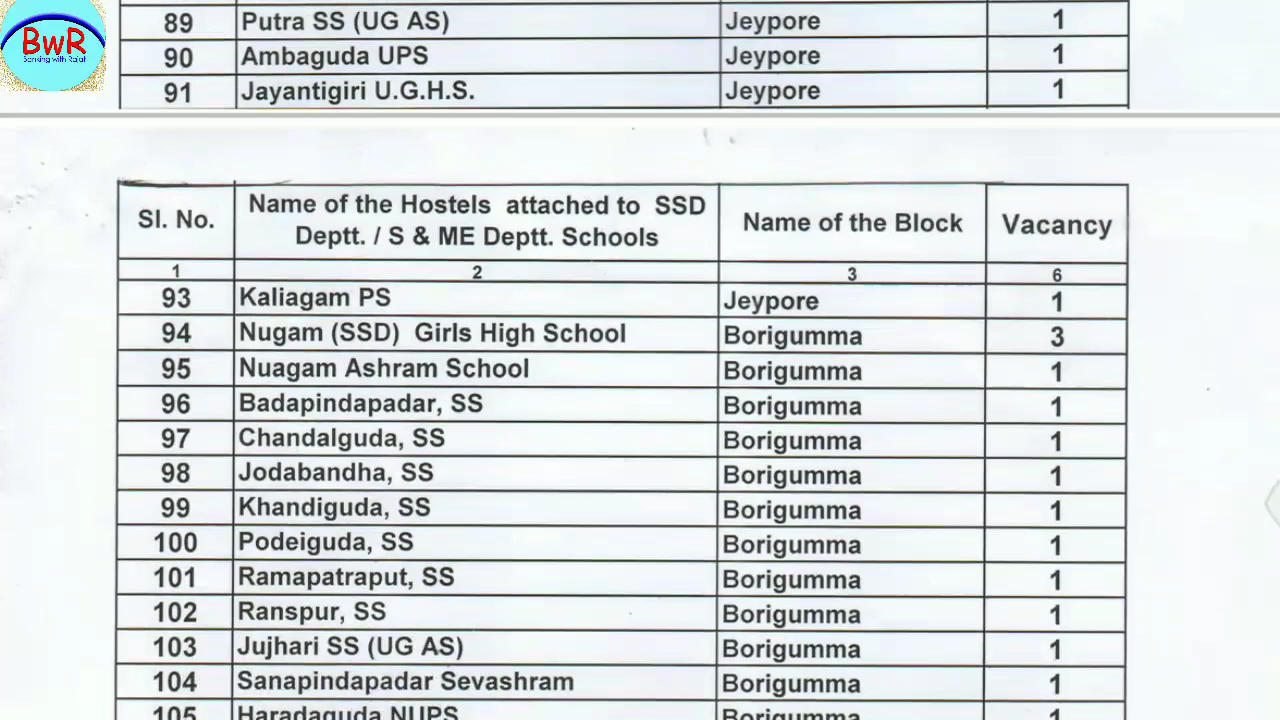 BwR
Banking with Rajat
89 Putra SS (UG AS) Jeypore 1
90 Ambaguda UPS Jeypore 1
91 Jayantigiri U.G.H.S. Jeypore 1
Sl. No. Name of the Hostels attached to SSD Deptt. / S & ME Deptt. Schools Name of the Block Vacancy
1 2 3 6
93 Kaliagam PS Jeypore 1
94 Nugam (SSD) Girls High School Borigumma 3
95 Nuagam Ashram School Borigumma 1
96 Badapindapadar, SS Borigumma 1
97 Chandalguda, SS Borigumma 1
98 Jodabandha, SS Borigumma 1
99 Khandiguda, SS Borigumma 1
100 Podeiguda, SS Borigumma 1
101 Ramapatraput, SS Borigumma 1
102 Ranspur, SS Borigumma 1
103 Jujhari SS (UG AS) Borigumma 1
104 Sanapindapadar Sevashram Borigumma 1
105 Haradaguda NUPS Borigumma 1